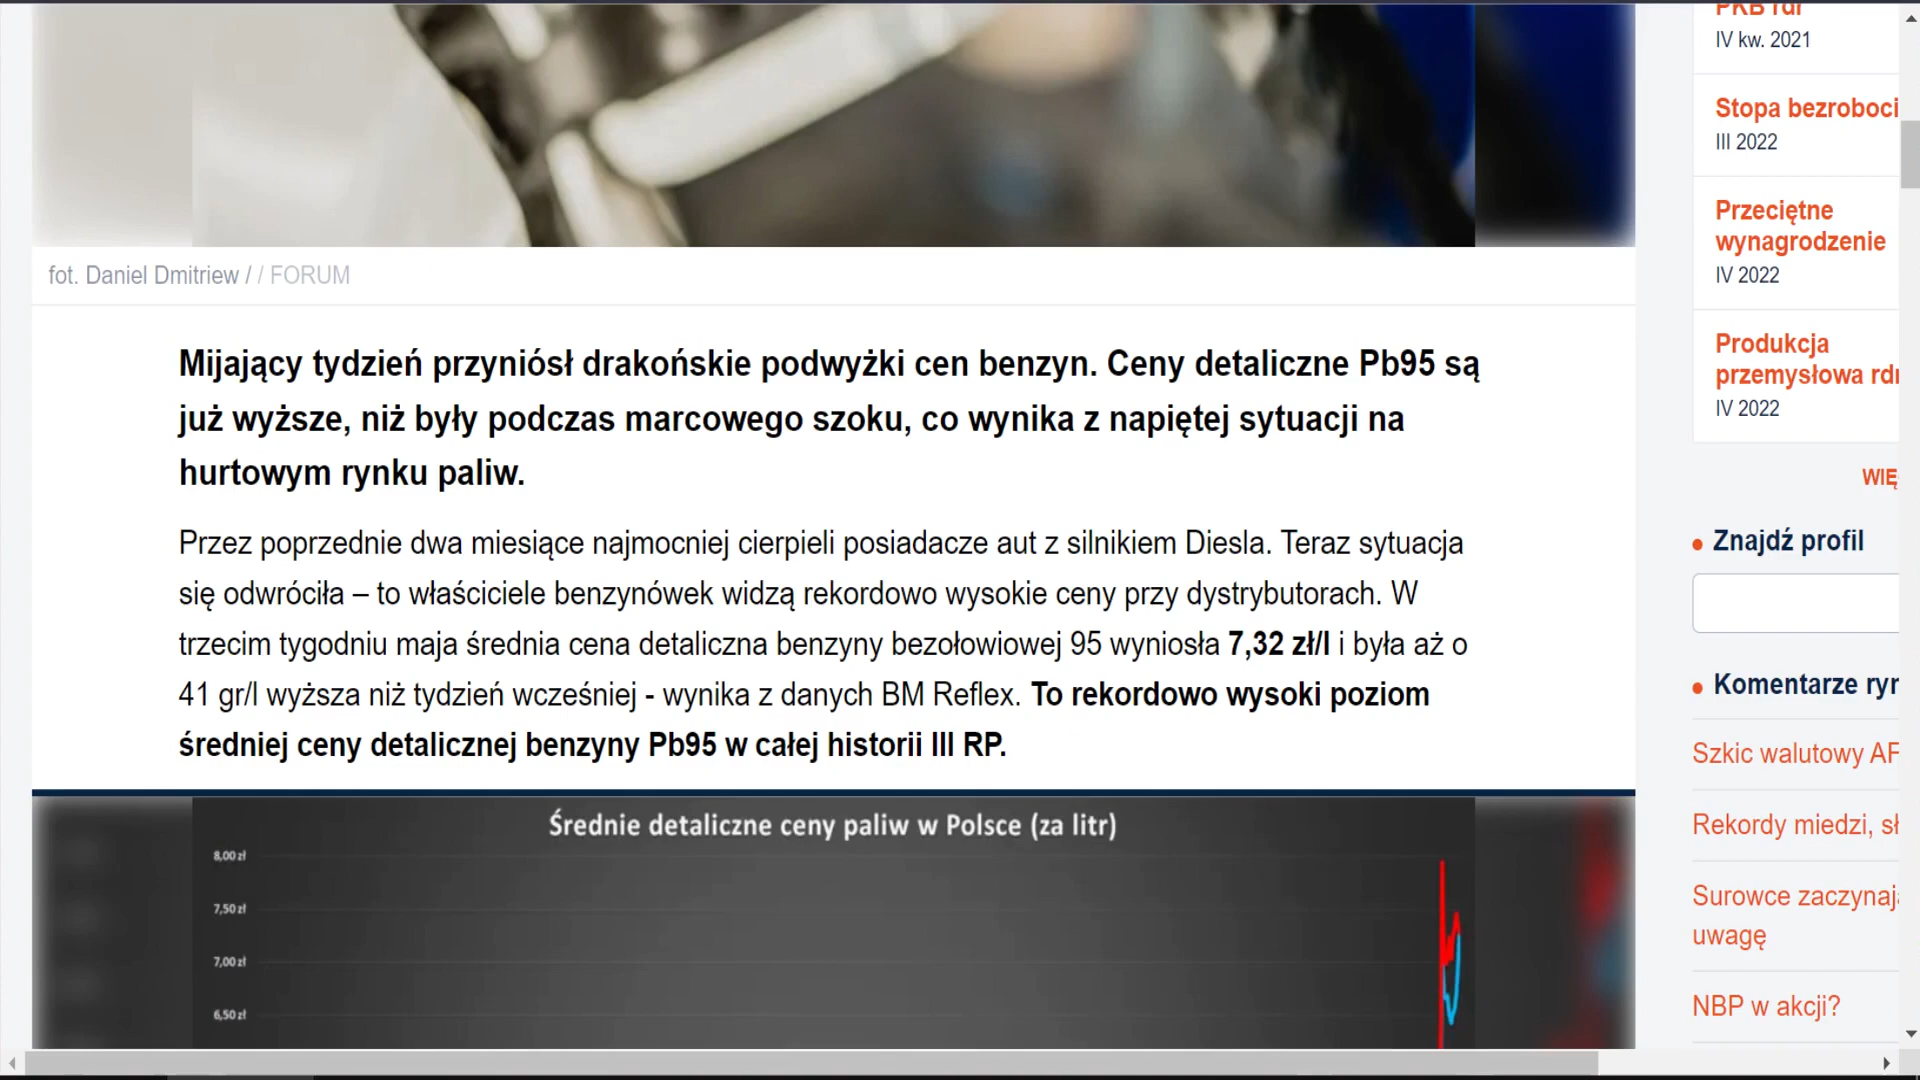 fot. Daniel Dmitriew / / FORUM
Mijający tydzień przyniósł drakońskie podwyżki cen benzyn. Ceny detaliczne Pb95 są
już wyższe, niż były podczas marcowego szoku, co wynika z napiętej sytuacji na
hurtowym rynku paliw.
Przez poprzednie dwa miesiące najmocniej cierpieli posiadacze aut z silnikiem Diesla. Teraz sytuacja
się odwróciła – to właściciele benzynówek widzą rekordowo wysokie ceny przy dystrybutorach. W
trzecim tygodniu maja średnia cena detaliczna benzyny bezołowiowej 95 wyniosła 7,32 zł/l i była aż o
41 gr/l wyższa niż tydzień wcześniej - wynika z danych BM Reflex. To rekordowo wysoki poziom
średniej ceny detalicznej benzyny Pb95 w całej historii III RP.
Średnie detaliczne ceny paliw w Polsce (za litr)
8,00 zł
7,50 zł
7,00 zł
6,50 zł
PKB rdr
IV kw. 2021
Stopa bezroboci
III 2022
Przeciętne
wynagrodzenie
IV 2022
Produkcja
przemysłowa rdr
IV 2022
WIĘ
Znajdź profil
Komentarze ryn
Szkic walutowy AF
Rekordy miedzi, sł
Surowce zaczynaj
uwagę
NBP w akcji?